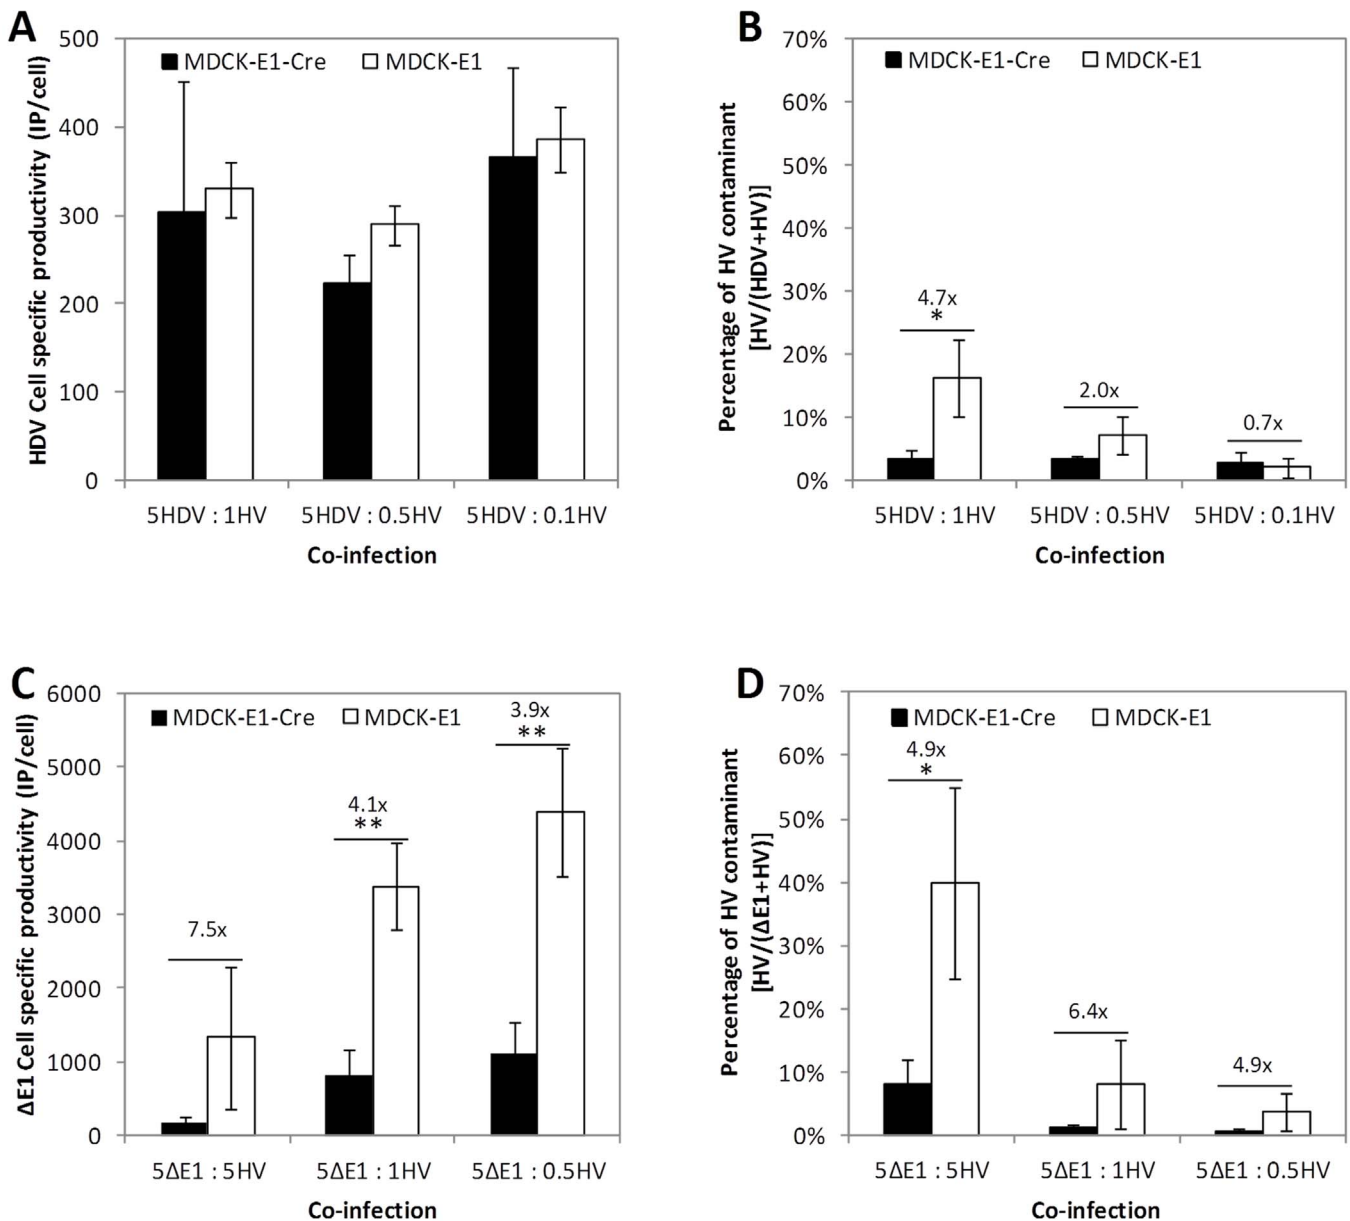 A
HDV Cell specific productivity (IP/cell)
MDCK-E1-Cre MDCK-E1
500
400
300
200
100
0
5HDV : 1HV 5HDV : 0.5HV 5HDV : 0.1HV
Co-infection
B
Percentage of HV contaminant
[HV/(HDV+HV)]
MDCK-E1-Cre MDCK-E1
70%
60%
50%
40%
30%
20%
10%
0%
4.7x
*
2.0x
0.7x
5HDV : 1HV 5HDV : 0.5HV 5HDV : 0.1HV
Co-infection
C
ΔE1 Cell specific productivity (IP/cell)
MDCK-E1-Cre MDCK-E1
6000
5000
4000
3000
2000
1000
0
7.5x
4.1x
**
3.9x
**
5ΔE1 : 5HV 5ΔE1 : 1HV 5ΔE1 : 0.5HV
Co-infection
D
Percentage of HV contaminant
[HV/(ΔE1+HV)]
MDCK-E1-Cre MDCK-E1
70%
60%
50%
40%
30%
20%
10%
0%
4.9x
*
6.4x
4.9x
5ΔE1 : 5HV 5ΔE1 : 1HV 5ΔE1 : 0.5HV
Co-infection